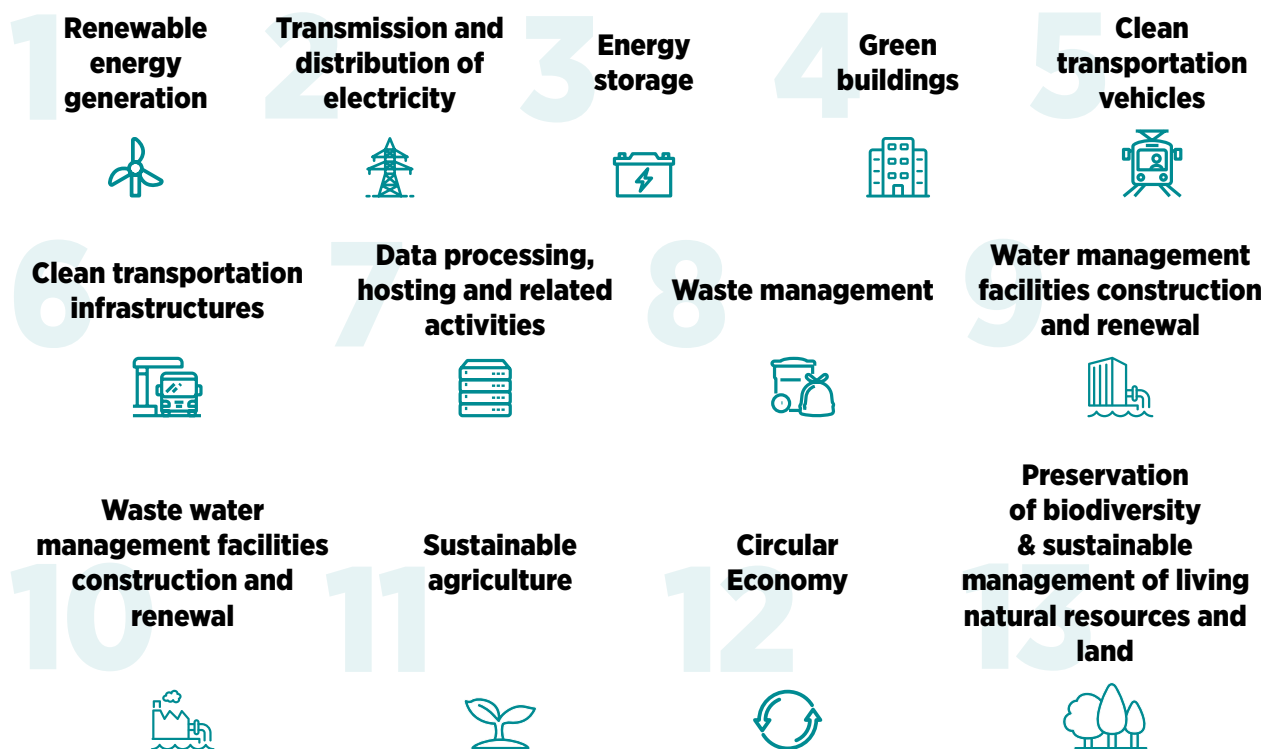 1
Renewable
energy
generation
2
Transmission and
distribution of
electricity
3
Energy
storage
4
Green
buildings
5
Clean
transportation
vehicles
6
Clean transportation
infrastructures
7
Data processing,
hosting and related
activities
8
Waste management
9
Water management
facilities construction
and renewal
10
Waste water
management facilities
construction and
renewal
11
Sustainable
agriculture
12
Circular
Economy
13
Preservation
of biodiversity
& sustainable
management of living
natural resources and
land